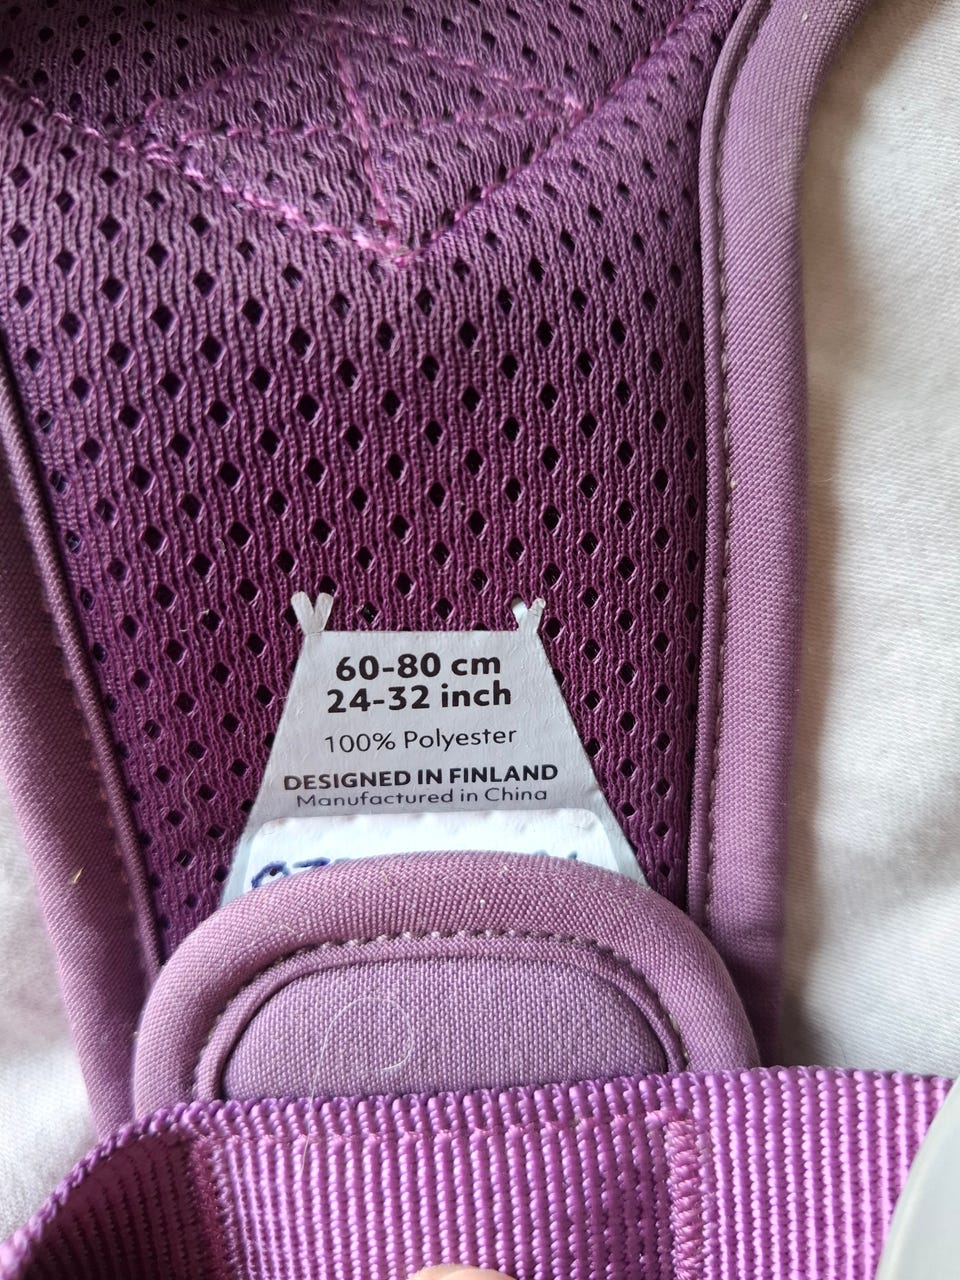 60-80 cm
24-32 inch
100% Polyester
DESIGNED IN FINLAND
Manufactured in China